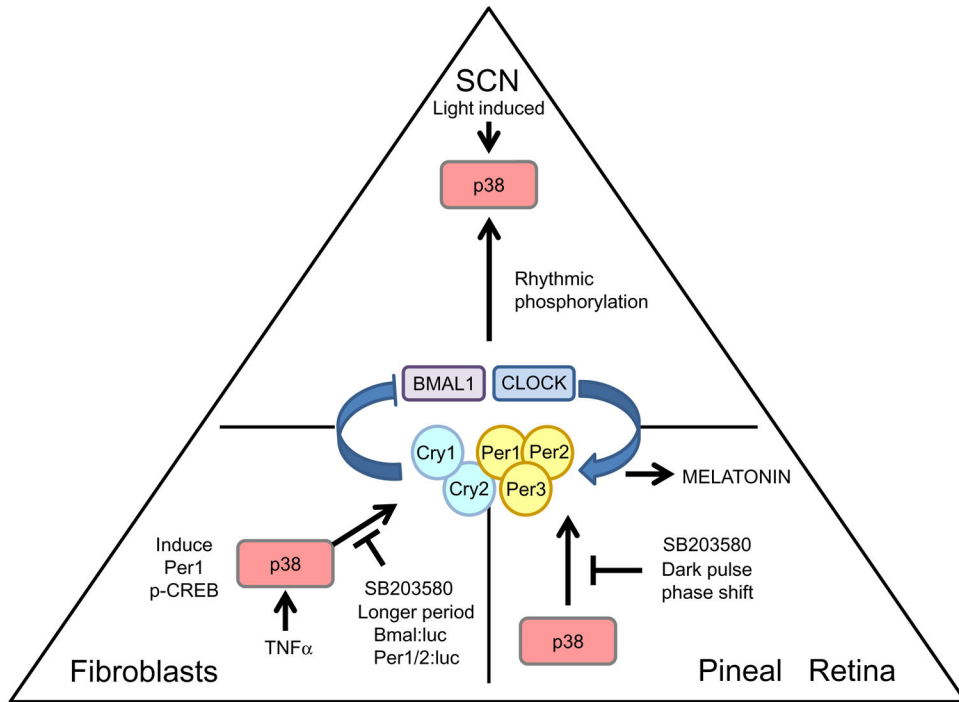 SCN
Light induced
p38
Rhythmic
phosphorylation
BMAL1
CLOCK
Cry1
Cry2
Per1
Per2
Per3
MELATONIN
Induce
Per1
p-CREB
p38
TNFα
SB203580
Longer period
Bmal:luc
Per1/2:luc
Fibroblasts
SB203580
Dark pulse
phase shift
p38
Pineal Retina